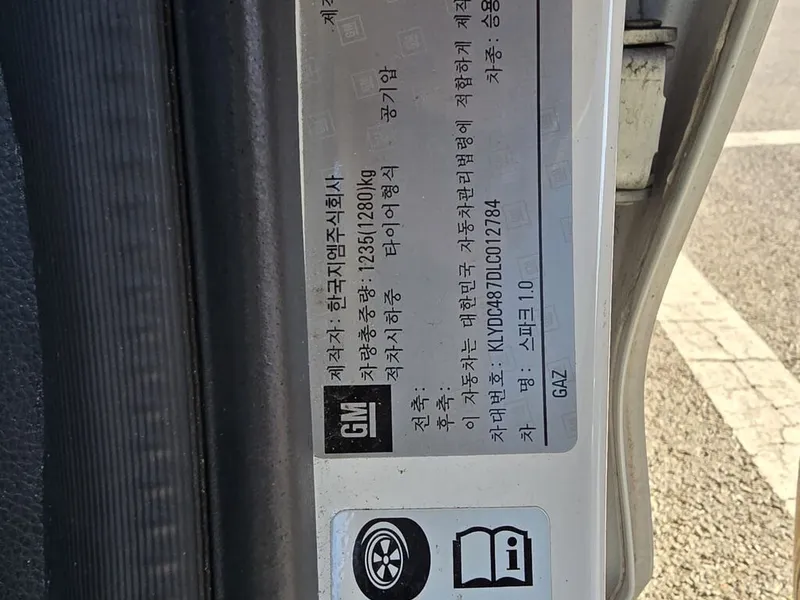 GM
제작자: 한국지엠주식회사
차량총중량: 1235(1280)kg
적차시하중 타이어형식 공기압
전축:
후축:
이 자동차는 대한민국 자동차관리법령에 적합하게 제작
차대번호: KLYDC487DLC012784 차종: 승용
차 명: 스파크 1.0
GAZ
i